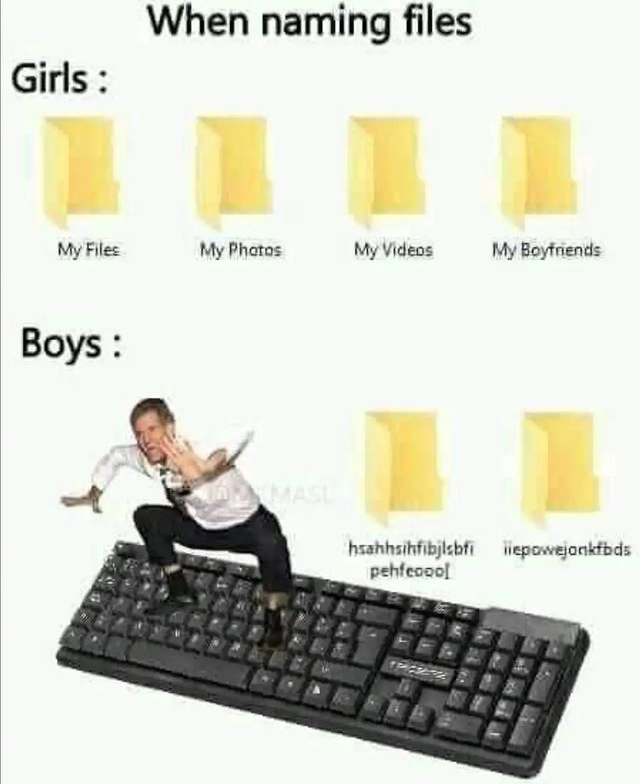 When naming files
Girls :
My Files My Photos My Videos My Boyfriends
Boys :
hsahhsihfibjlsbfi iiepowejonkfbds
pehfeooo[